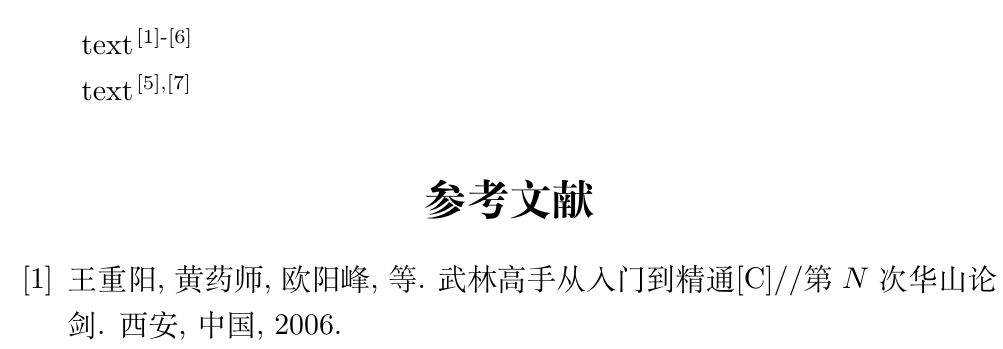 text[1]-[6]
text[5],[7]
参考文献
[1] 王重阳, 黄药师, 欧阳峰, 等. 武林高手从入门到精通[C]//第 N 次华山论
剑. 西安, 中国, 2006.